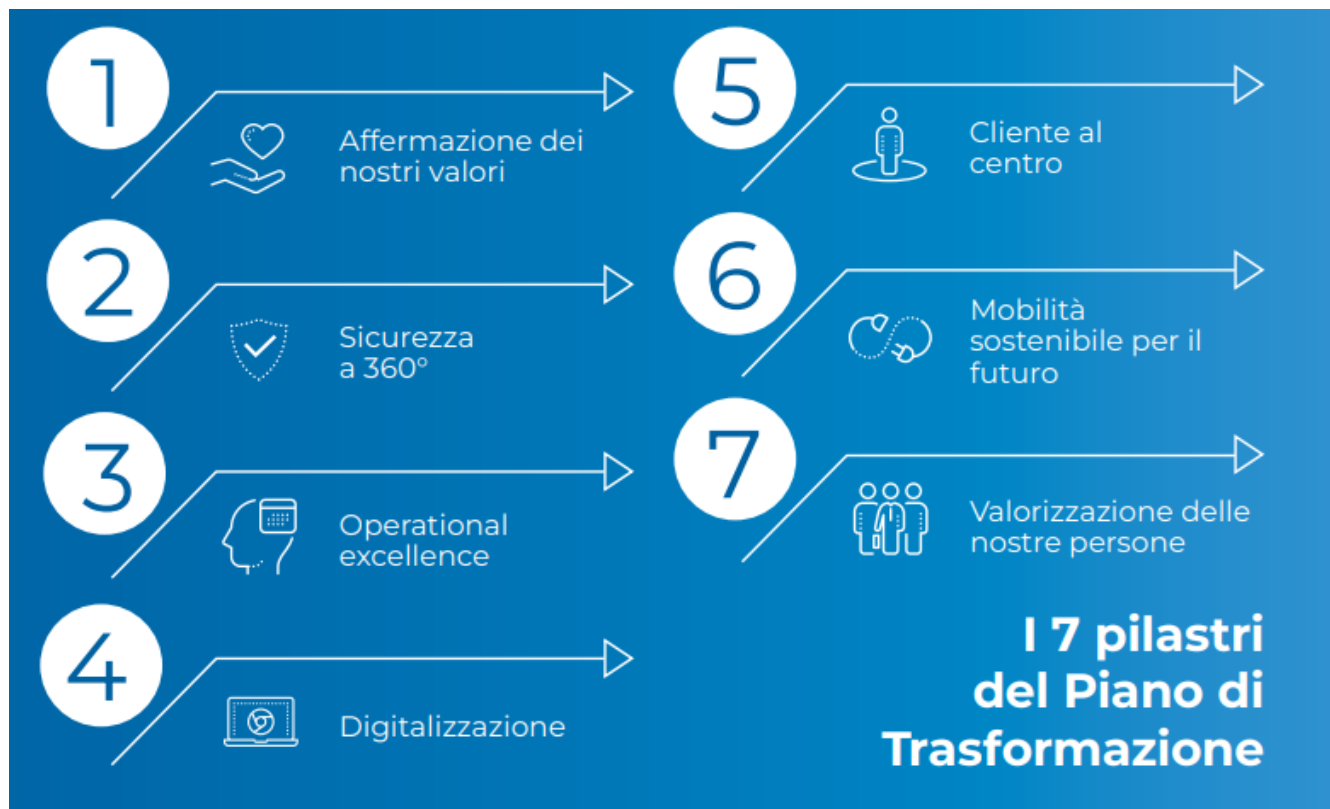 1
Affermazione dei
nostri valori
2
Sicurezza
a 360°
3
Operational
excellence
4
Digitalizzazione
5
Cliente al
centro
6
Mobilità
sostenibile per il
futuro
7
Valorizzazione delle
nostre persone
I 7 pilastri
del Piano di
Trasformazione